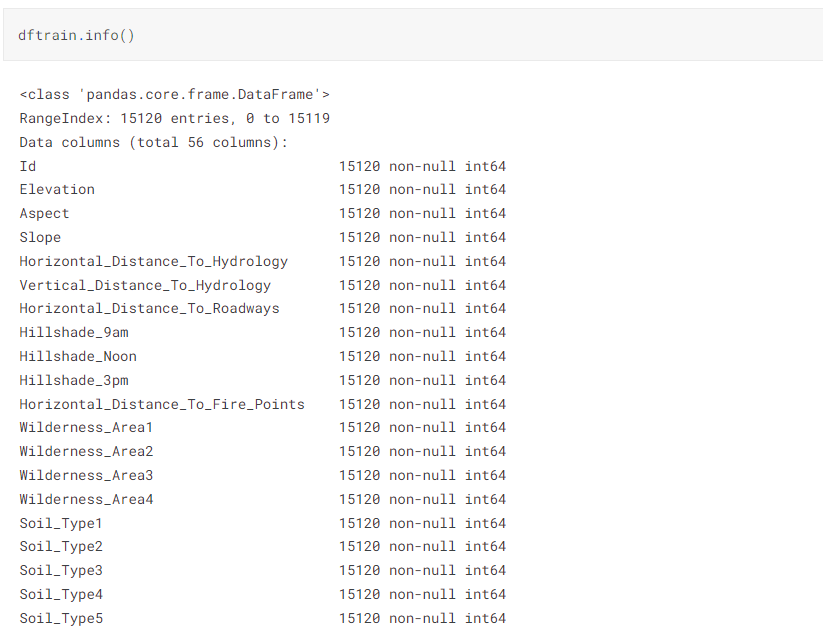 dftrain.info()
<class 'pandas.core.frame.DataFrame'>
RangeIndex: 15120 entries, 0 to 15119
Data columns (total 56 columns):
Id                                    15120 non-null int64
Elevation                             15120 non-null int64
Aspect                                15120 non-null int64
Slope                                 15120 non-null int64
Horizontal_Distance_To_Hydrology      15120 non-null int64
Vertical_Distance_To_Hydrology        15120 non-null int64
Horizontal_Distance_To_Roadways       15120 non-null int64
Hillshade_9am                         15120 non-null int64
Hillshade_Noon                        15120 non-null int64
Hillshade_3pm                         15120 non-null int64
Horizontal_Distance_To_Fire_Points    15120 non-null int64
Wilderness_Area1                      15120 non-null int64
Wilderness_Area2                      15120 non-null int64
Wilderness_Area3                      15120 non-null int64
Wilderness_Area4                      15120 non-null int64
Soil_Type1                            15120 non-null int64
Soil_Type2                            15120 non-null int64
Soil_Type3                            15120 non-null int64
Soil_Type4                            15120 non-null int64
Soil_Type5                            15120 non-null int64